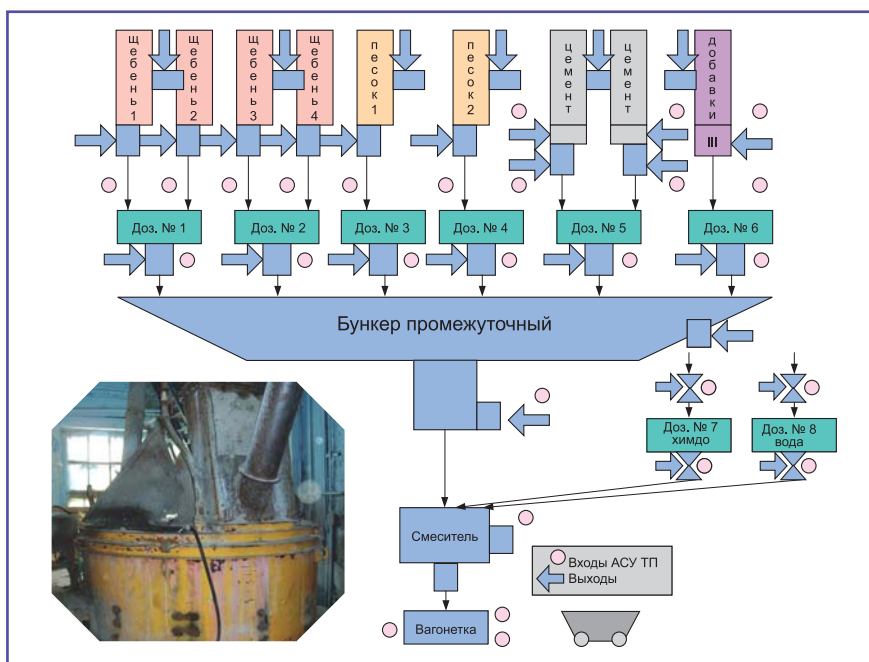 щебень1
щебень2
щебень3
щебень4
песок1
песок2
цемент
цемент
добавки
III
Доз. № 1
Доз. № 2
Доз. № 3
Доз. № 4
Доз. № 5
Доз. № 6
Бункер промежуточный
Доз. № 7
химдо
Доз. № 8
вода
Смеситель
Входы АСУ ТП
Выходы
Вагонетка